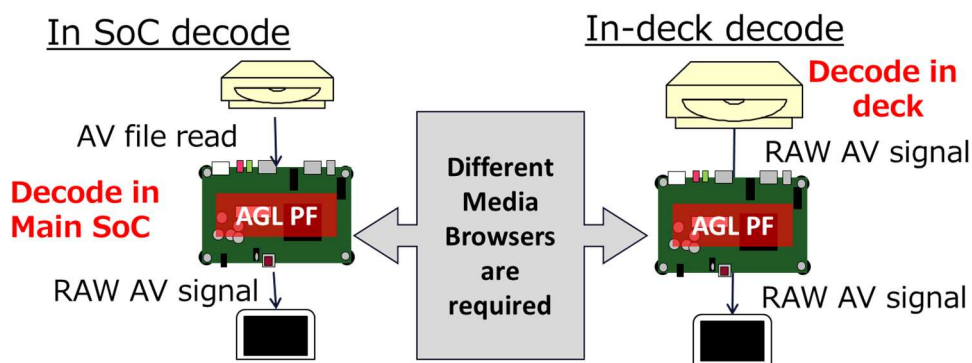 In SoC decode
AV file read
Decode in
Main SoC
AGL PF
RAW AV signal
Different
Media
Browsers
are
required
In-deck decode
Decode in
deck
RAW AV signal
AGL PF
RAW AV signal